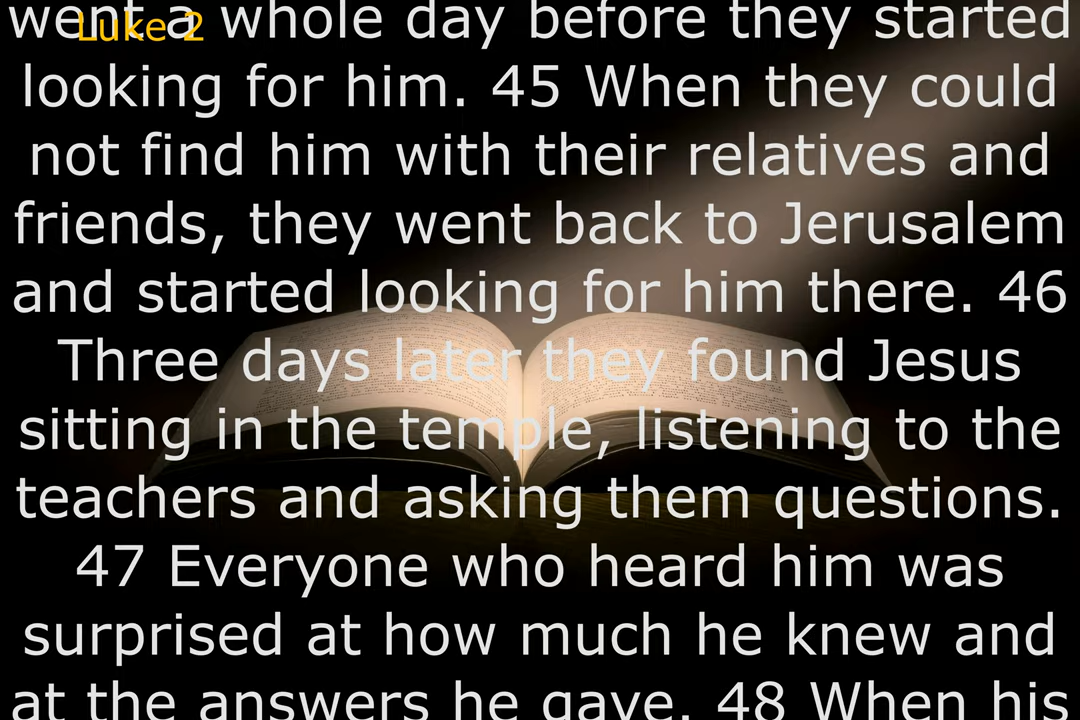 went a whole day before they started
Luke 2
looking for him. 45 When they could
not find him with their relatives and
friends, they went back to Jerusalem
and started looking for him there. 46
Three days later they found Jesus
sitting in the temple, listening to the
teachers and asking them questions.
47 Everyone who heard him was
surprised at how much he knew and
at the answers he gave. 48 When his